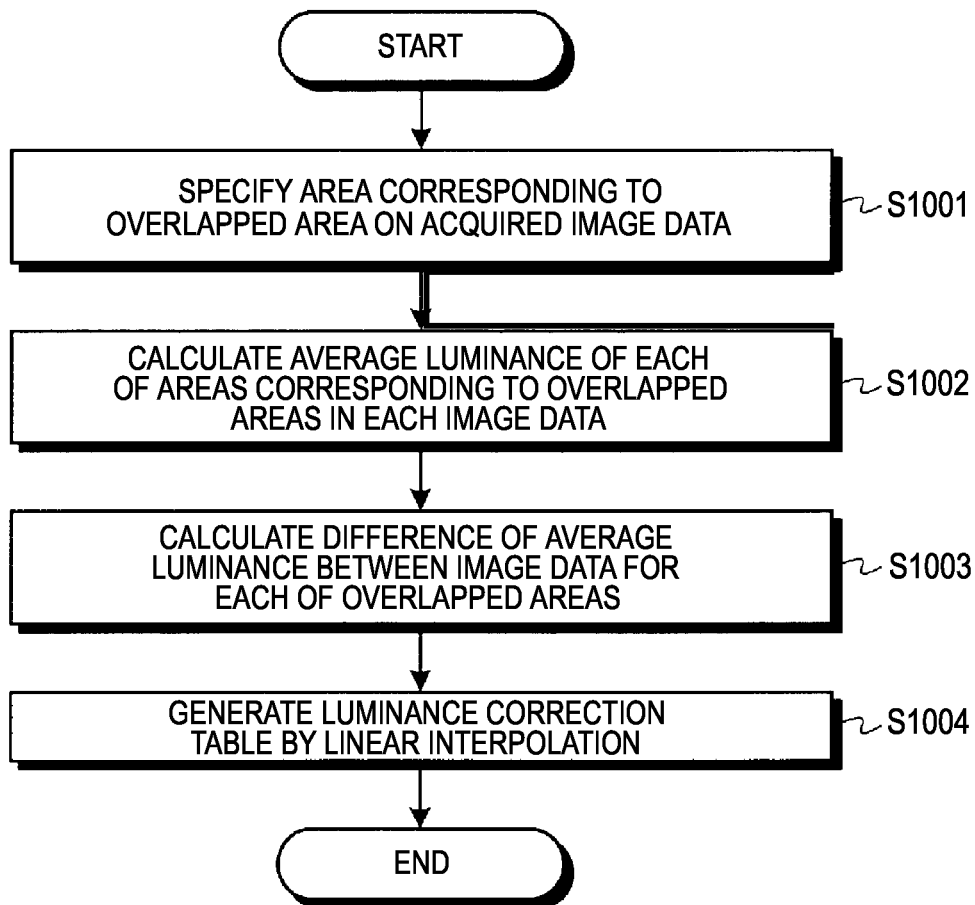 START
SPECIFY AREA CORRESPONDING TO
OVERLAPPED AREA ON ACQUIRED IMAGE DATA
S1001
CALCULATE AVERAGE LUMINANCE OF EACH
OF AREAS CORRESPONDING TO OVERLAPPED
AREAS IN EACH IMAGE DATA
S1002
CALCULATE DIFFERENCE OF AVERAGE
LUMINANCE BETWEEN IMAGE DATA FOR
EACH OF OVERLAPPED AREAS
S1003
GENERATE LUMINANCE CORRECTION
TABLE BY LINEAR INTERPOLATION
S1004
END